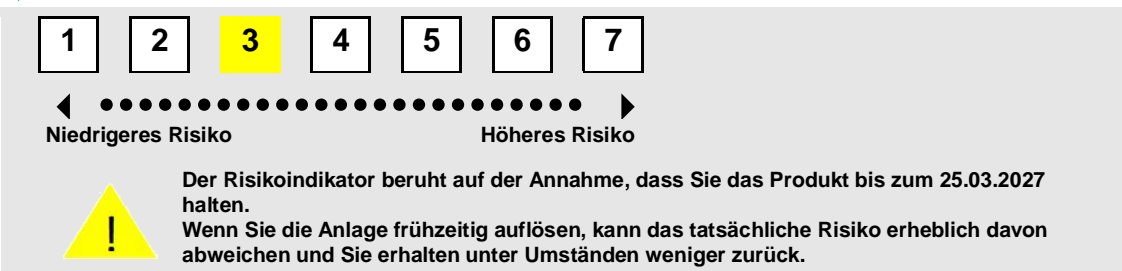 1 2 3 4 5 6 7
Niedrigeres Risiko Höheres Risiko
Der Risikoindikator beruht auf der Annahme, dass Sie das Produkt bis zum 25.03.2027
halten.
Wenn Sie die Anlage frühzeitig auflösen, kann das tatsächliche Risiko erheblich davon
abweichen und Sie erhalten unter Umständen weniger zurück.
!